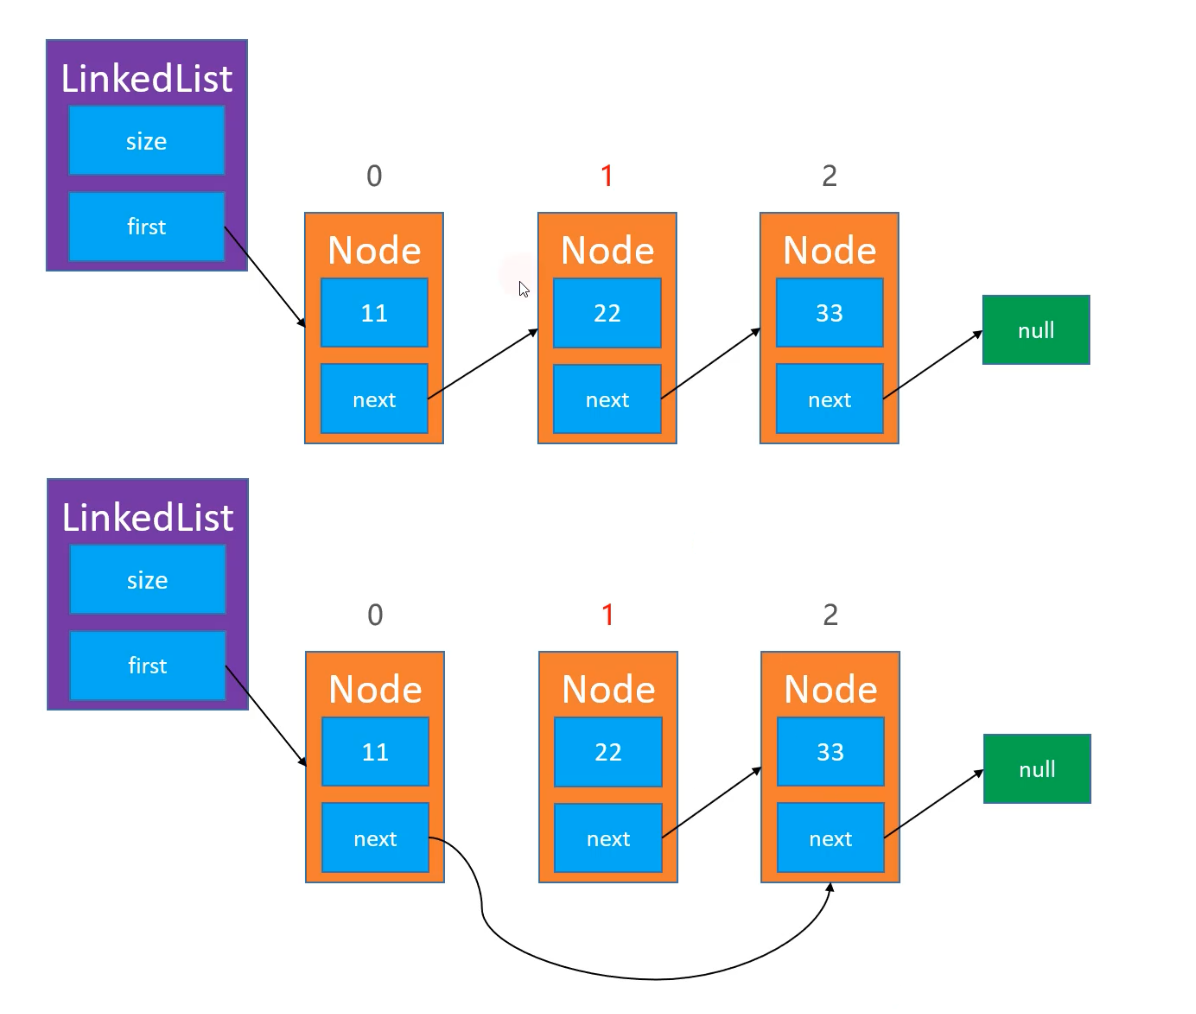 LinkedList
size
first
0
1
2
Node
Node
Node
11
22
33
next
next
next
null
LinkedList
size
first
0
1
2
Node
Node
Node
11
22
33
next
next
next
null